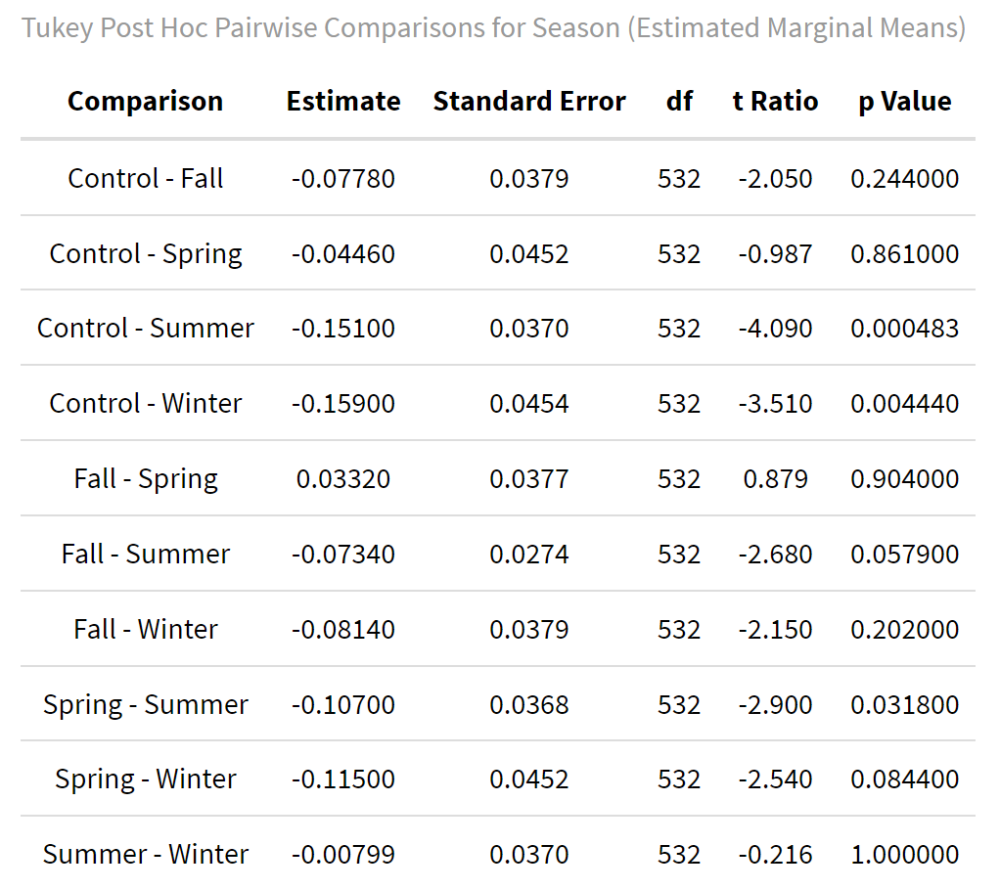 Tukey Post Hoc Pairwise Comparisons for Season (Estimated Marginal Means)
Comparison Estimate Standard Error df t Ratio p Value
Control - Fall -0.07780 0.0379 532 -2.050 0.244000
Control - Spring -0.04460 0.0452 532 -0.987 0.861000
Control - Summer -0.15100 0.0370 532 -4.090 0.000483
Control - Winter -0.15900 0.0454 532 -3.510 0.004440
Fall - Spring 0.03320 0.0377 532 0.879 0.904000
Fall - Summer -0.07340 0.0274 532 -2.680 0.057900
Fall - Winter -0.08140 0.0379 532 -2.150 0.202000
Spring - Summer -0.10700 0.0368 532 -2.900 0.031800
Spring - Winter -0.11500 0.0452 532 -2.540 0.084400
Summer - Winter -0.00799 0.0370 532 -0.216 1.000000